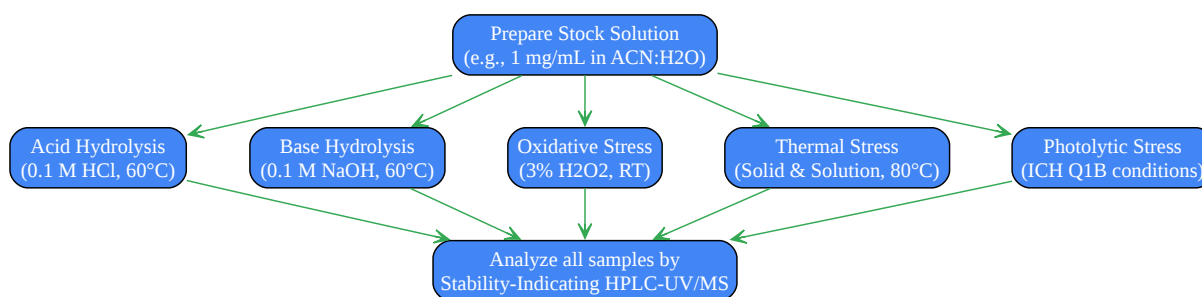 Prepare Stock Solution
(e.g., 1 mg/mL in ACN:H2O)
Acid Hydrolysis
(0.1 M HCl, 60°C)
Base Hydrolysis
(0.1 M NaOH, 60°C)
Oxidative Stress
(3% H2O2, RT)
Thermal Stress
(Solid & Solution, 80°C)
Photolytic Stress
(ICH Q1B conditions)
Analyze all samples by
Stability-Indicating HPLC-UV/MS